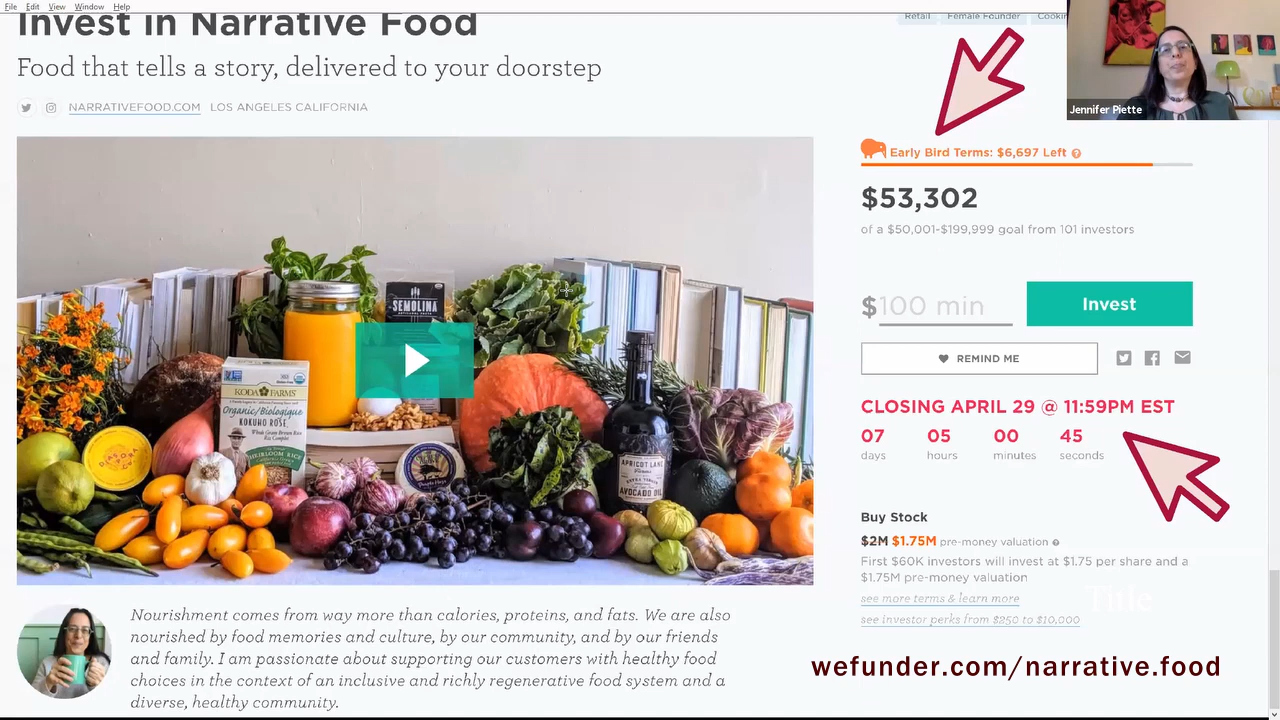 File Edit View Window Help
Invest in Narrative Food
Retail Female Founder
Food that tells a story, delivered to your doorstep
NARRATIVEFOOD.COM LOS ANGELES CALIFORNIA
Jennifer Piette
Early Bird Terms: $6,697 Left
$53,302
of a $50,001-$199,999 goal from 101 investors
$100 min
Invest
REMIND ME
CLOSING APRIL 29 @ 11:59PM EST
07 05 00 45
days hours minutes seconds
SEMOLINA
KODA FARMS
Organic/Biologique
KOKUHO ROSE
HEIRLOOM RICE
APRICOT LANE
AVOCADO OIL
Buy Stock
$2M $1.75M pre-money valuation
First $60K investors will invest at $1.75 per share and a
$1.75M pre-money valuation
see more terms & learn more
see investor perks from $250 to $10,000
Title
Nourishment comes from way more than calories, proteins, and fats. We are also
nourished by food memories and culture, by our community, and by our friends
and family. I am passionate about supporting our customers with healthy food
choices in the context of an inclusive and richly regenerative food system and a
diverse, healthy community.
wefunder.com/narrative.food